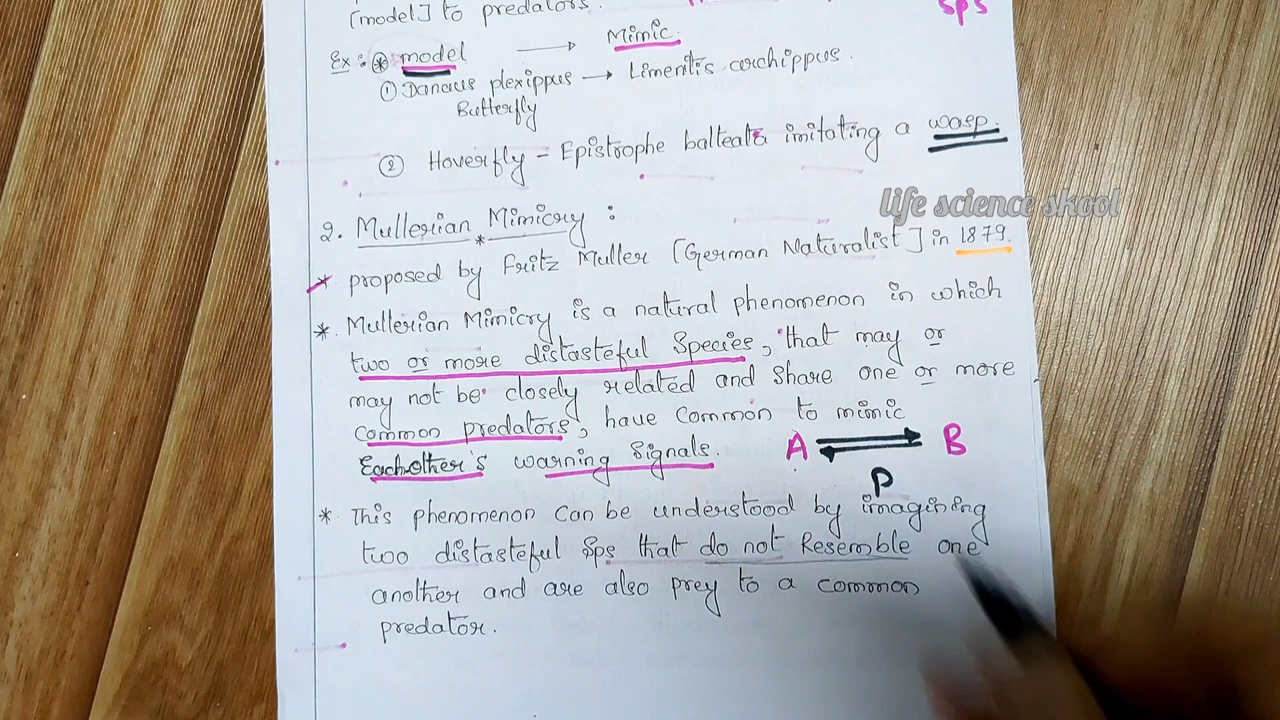 [model] to predators.
sps
Ex: * model → Mimic
① Danaus plexippus → Limenitis archippus.
Butterfly
② Hoverfly - Epistrophe balteata imitating a wasp.
life science skool
2. Mullerian Mimicry :
* proposed by Fritz Muller [German Naturalist] in 1879.
* Mullerian Mimicry is a natural phenomenon in which
two or more distasteful Species, that may or
may not be closely related and Share one or more
common predators, have Common to mimic
Eachother's warning Signals.
A B
P
* This phenomenon Can be understood by imagining
two distasteful Sps that do not Resemble one
another and are also prey to a common
predator.